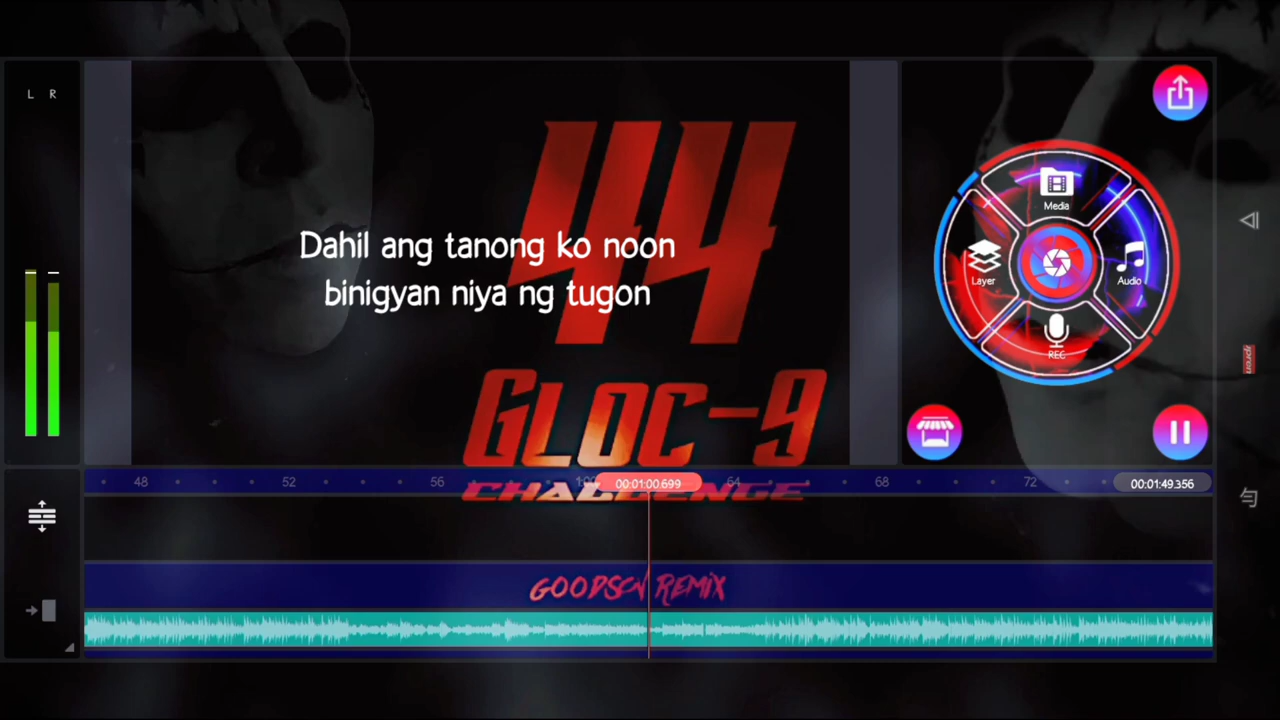 L R
44
Dahil ang tanong ko noon
binigyan niya ng tugon
GLOC-9
CHALLENGE
Media
Layer
Audio
REC
48 52 56 64 68 72
00:01:00.699
00:01:49.356
GOODSON REMIX